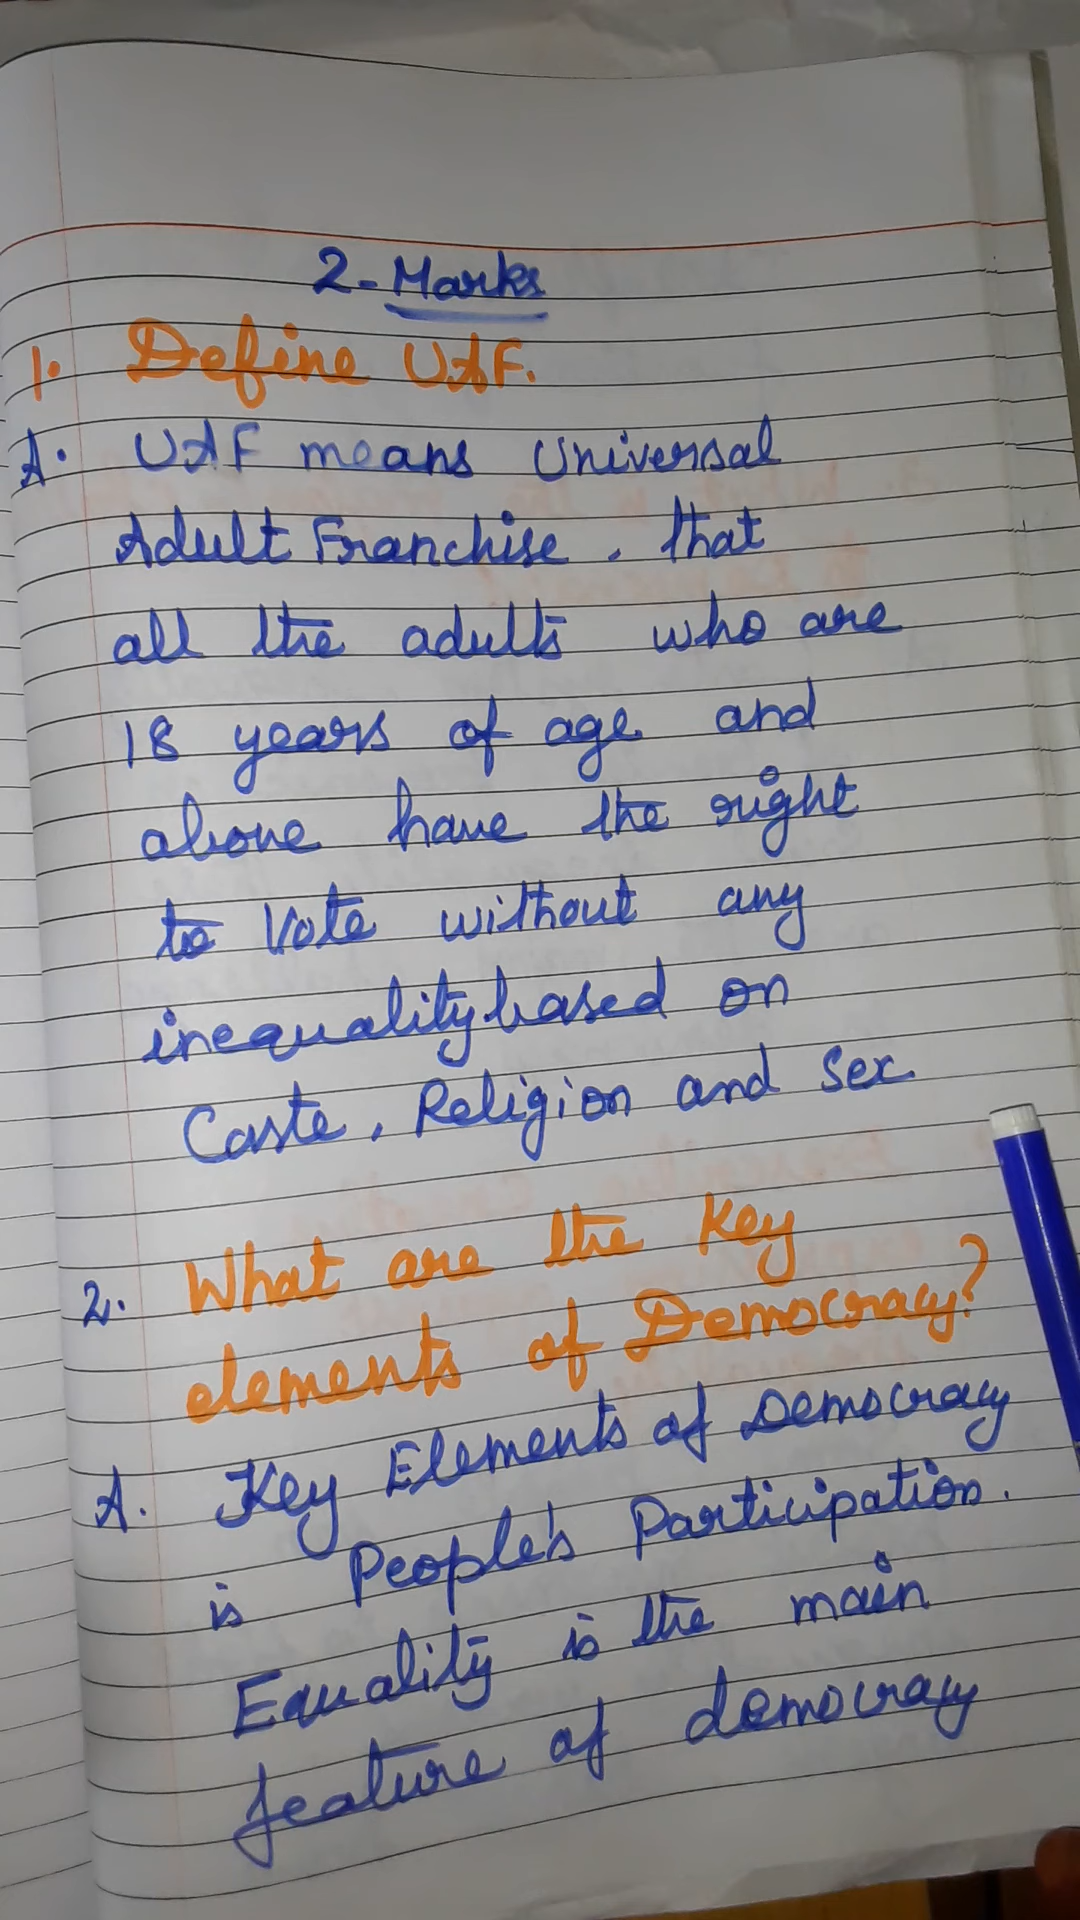 2-Marks
1. Define UAF.
A. UAF means Universal
Adult Franchise, that
all the adults who are
18 years of age and
above have the right
to Vote without any
inequality based on
Caste, Religion and Sex
2. What are the Key
elements of Democracy?
A. Key Elements of Democracy
is People's Participation.
Equality is the main
feature of democracy